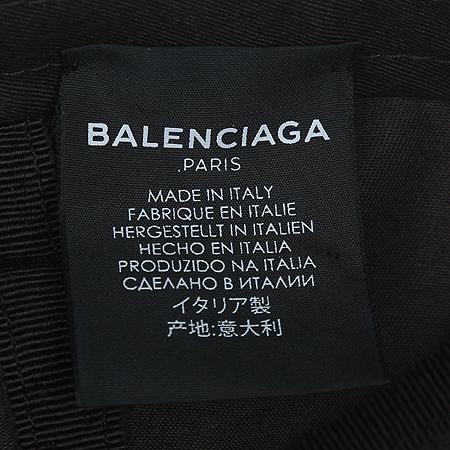 BALENCIAGA
.PARIS
MADE IN ITALY
FABRIQUE EN ITALIE
HERGESTELLT IN ITALIEN
HECHO EN ITALIA
PRODUZIDO NA ITALIA
СДЕЛАНО В ИТАЛИИ
イタリア製
产地:意大利